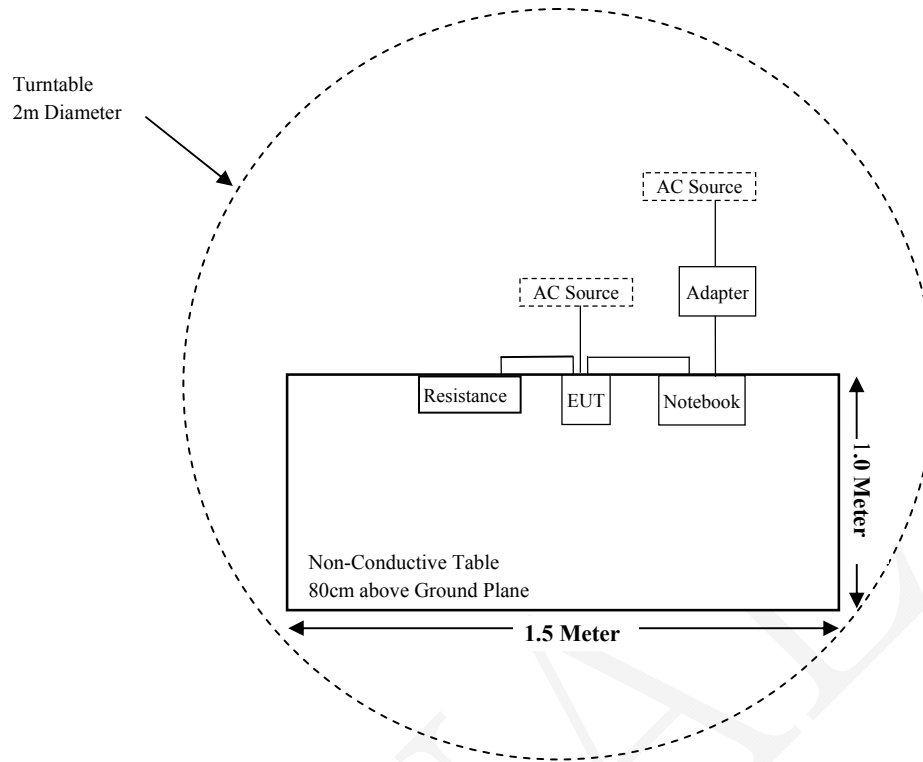 Turntable
2m Diameter
AC Source
AC Source
Adapter
Resistance
EUT
Notebook
1.0 Meter
Non-Conductive Table
80cm above Ground Plane
1.5 Meter